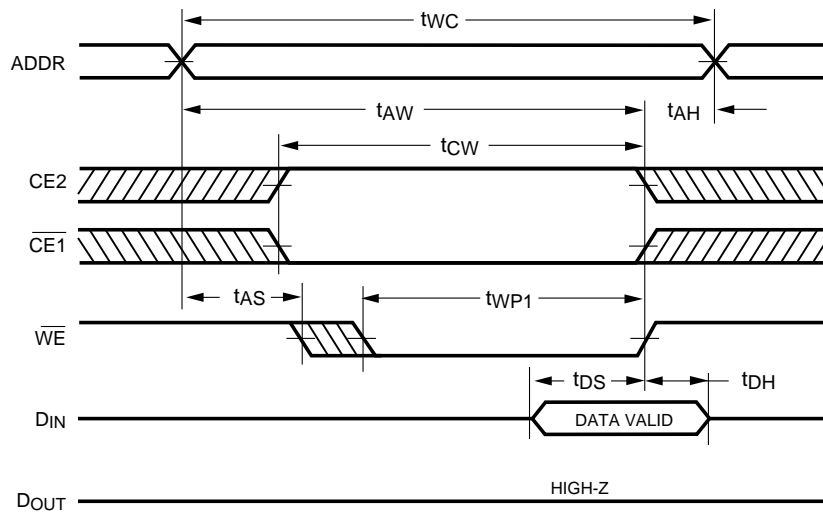 tWC
ADDR
tAW
tAH
tCW
CE2
CE1
tAS
tWP1
WE
tDS
tDH
DIN
DATA VALID
HIGH-Z
DOUT